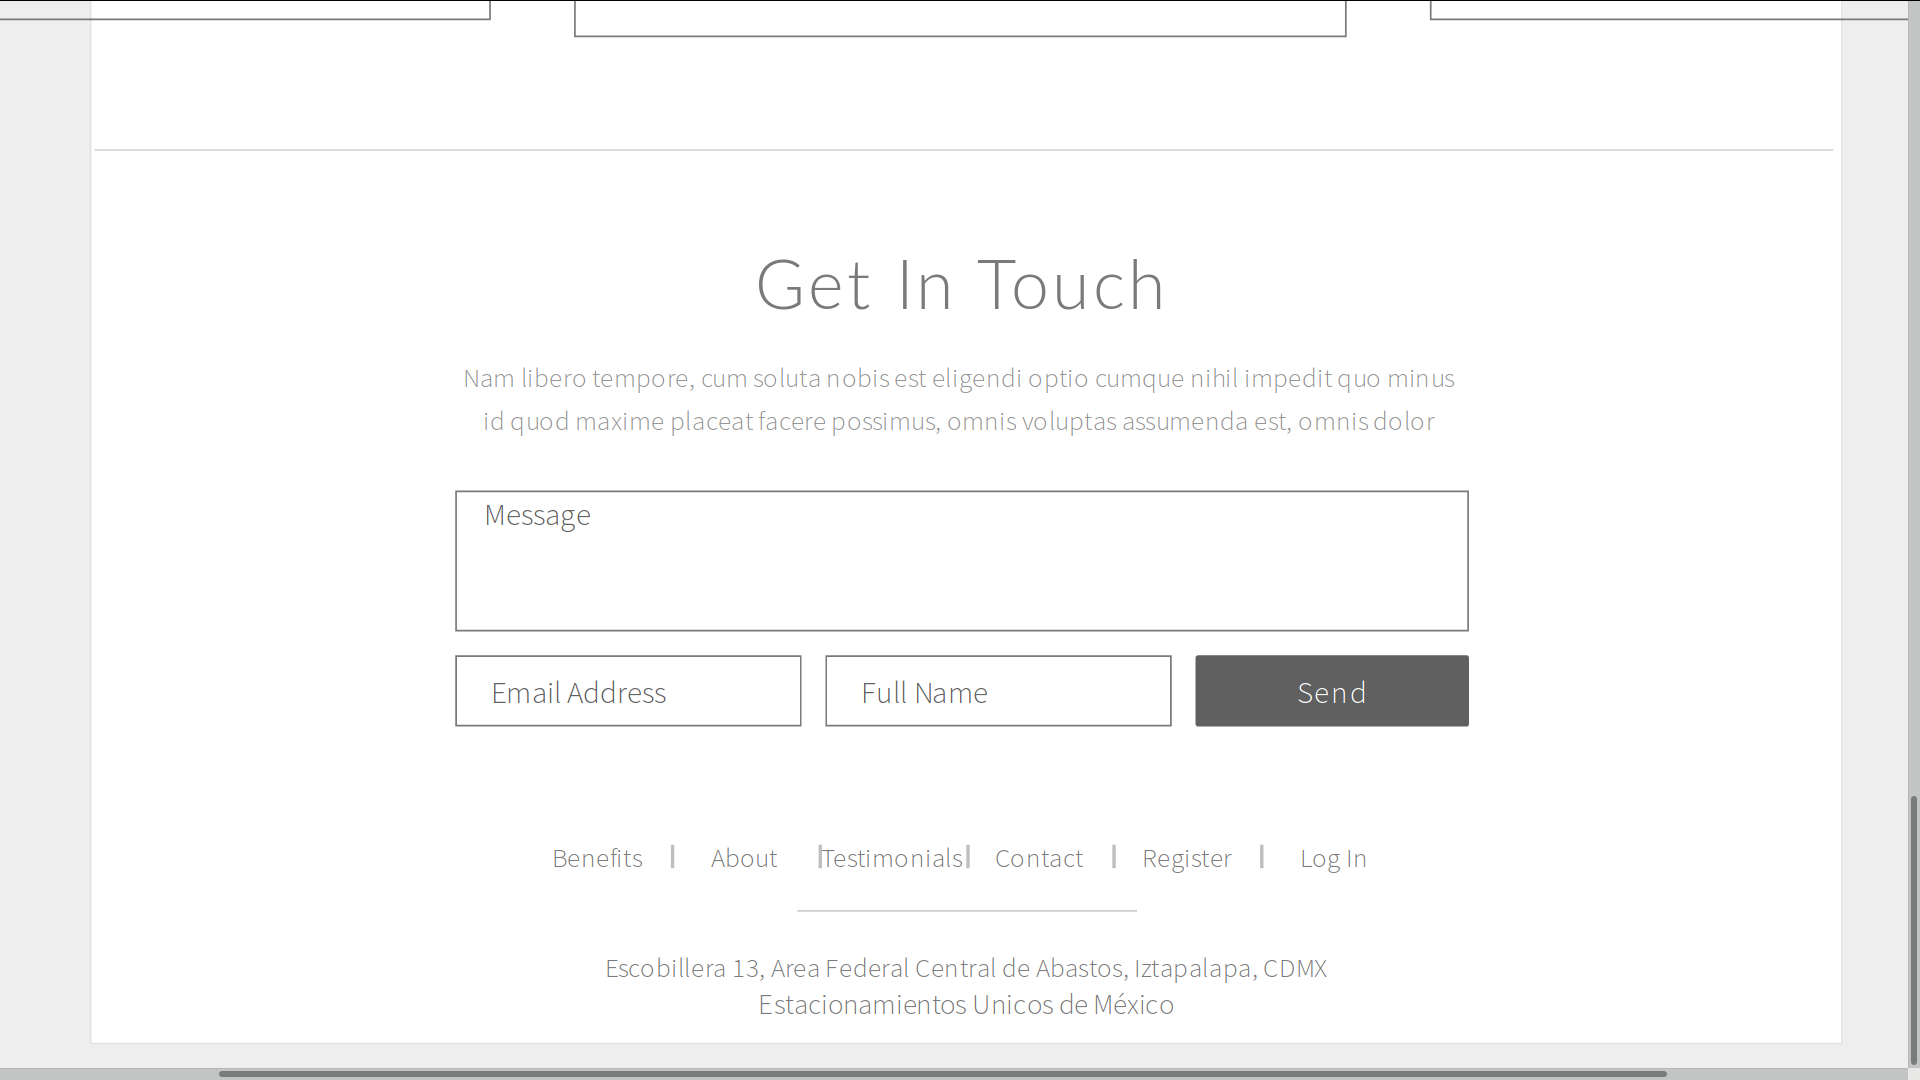 Get In Touch
Nam libero tempore, cum soluta nobis est eligendi optio cumque nihil impedit quo minus
id quod maxime placeat facere possimus, omnis voluptas assumenda est, omnis dolor
Message
Email Address
Full Name
Send
Benefits | About | Testimonials | Contact | Register | Log In
Escobillera 13, Area Federal Central de Abastos, Iztapalapa, CDMX
Estacionamientos Unicos de México